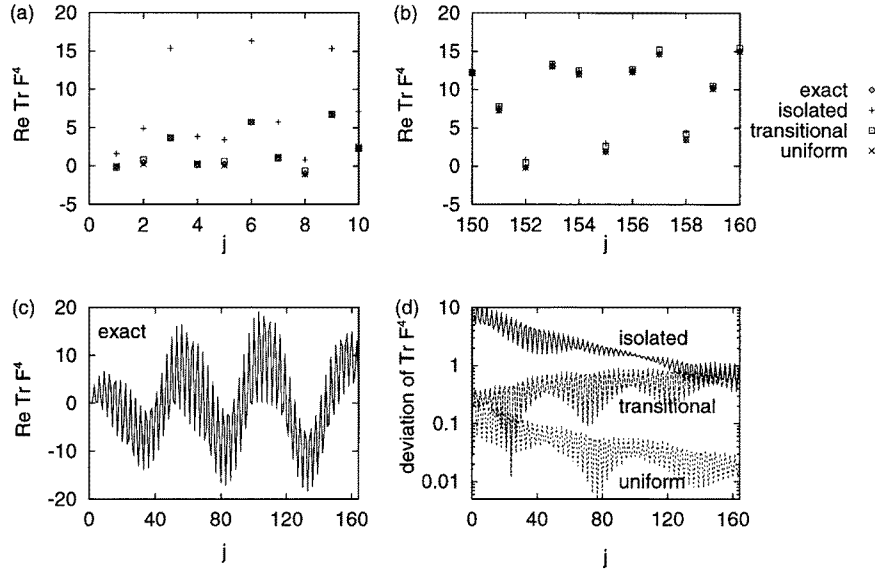 (a)
Re Tr F⁴
20
15
10
5
0
-5
0 2 4 6 8 10
j
(b)
Re Tr F⁴
20
15
10
5
0
-5
150 152 154 156 158 160
j
exact
isolated
transitional
uniform
(c)
Re Tr F⁴
20
10
0
-10
-20
exact
0 40 80 120 160
j
(d)
deviation of Tr F⁴
10
1
0.1
0.01
isolated
transitional
uniform
0 40 80 120 160
j